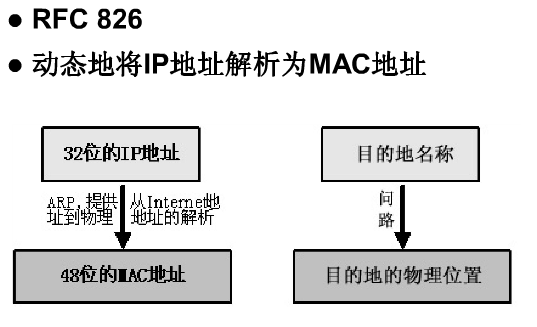 ● RFC 826
● 动态地将IP地址解析为MAC地址
32位的IP地址
目的地名称
ARP,提供从Internet地
址到物理地址的解析
问
路
48位的MAC地址
目的地的物理位置